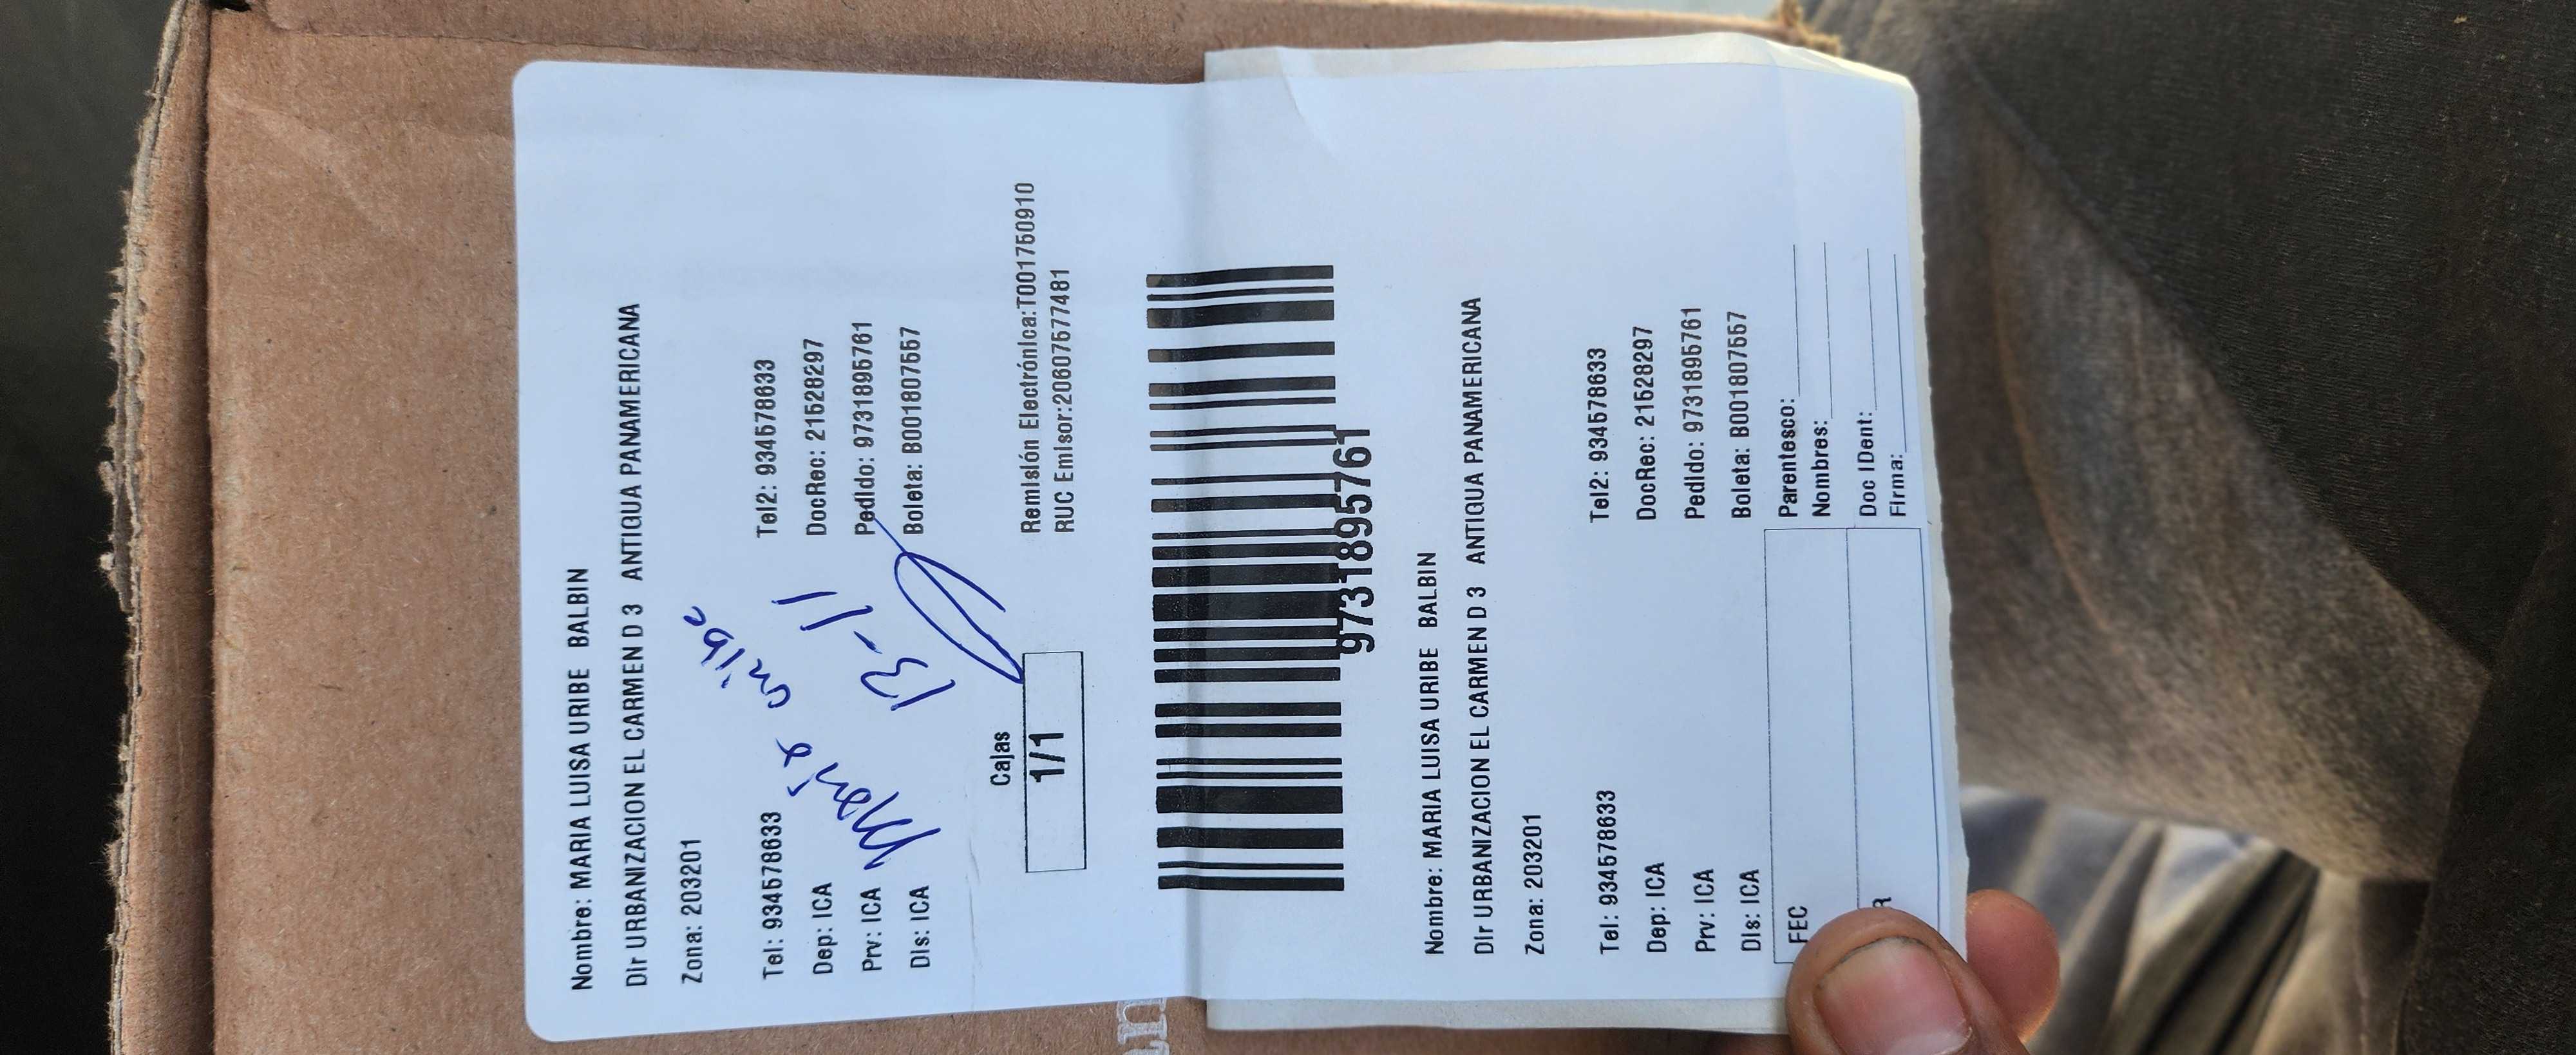 Nombre: MARIA LUISA URIBE BALBIN
Dir URBANIZACION EL CARMEN D 3 ANTIGUA PANAMERICANA
Zona: 203201
Tel: 934578633 Tel2: 934578633
Dep: ICA DocRec: 21528297
Prv: ICA Pedido: 9731895761
Dis: ICA Boleta: B001807557
María uribe
13-11
Cajas
1/1
Remisión Electrónica:T001750910
RUC Emisor:20607577481
9731895761
Nombre: MARIA LUISA URIBE BALBIN
Dir URBANIZACION EL CARMEN D 3 ANTIGUA PANAMERICANA
Zona: 203201
Tel: 934578633 Tel2: 934578633
Dep: ICA DocRec: 21528297
Prv: ICA Pedido: 9731895761
Dis: ICA Boleta: B001807557
FEC Parentesco:
Nombres:
Doc IDent:
Firma: